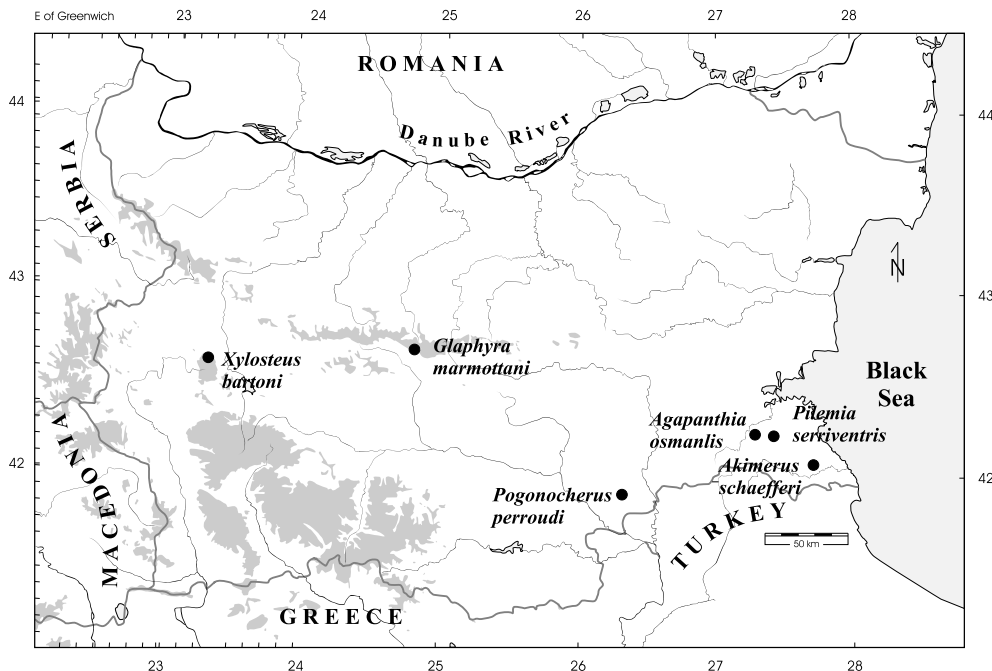 E of Greenwich
23 24 25 26 27 28
ROMANIA
44
44
Danube River
SERBIA
N
43
43
Glaphyra
marmottani
Xylosteus
bartoni
Black
Sea
Agapanthia
osmanlis
Pilemia
serriventris
MACEDONIA
42
42
Akimerus
schaefferi
Pogonocherus
perroudi
TURKEY
50 km
GREECE
23 24 25 26 27 28